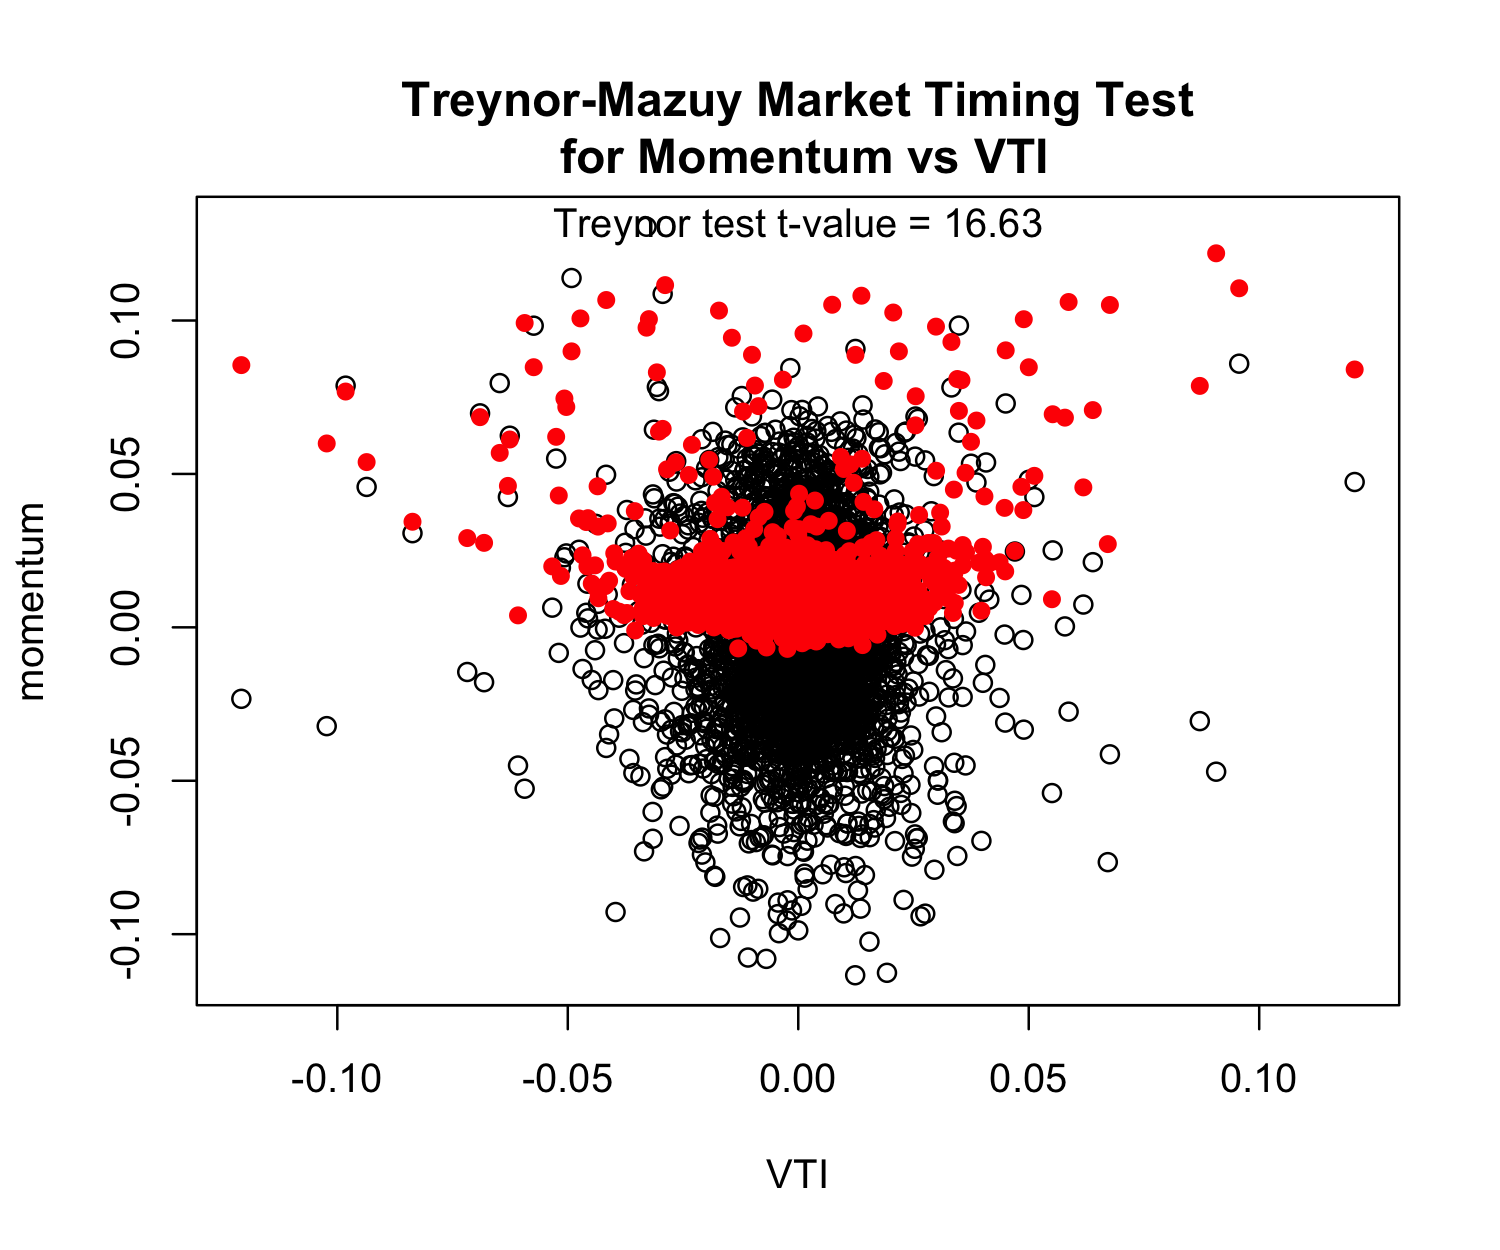 Treynor-Mazuy Market Timing Test
for Momentum vs VTI
Treynor test t-value = 16.63
0.10
0.05
0.00
-0.05
-0.10
momentum
-0.10 -0.05 0.00 0.05 0.10
VTI